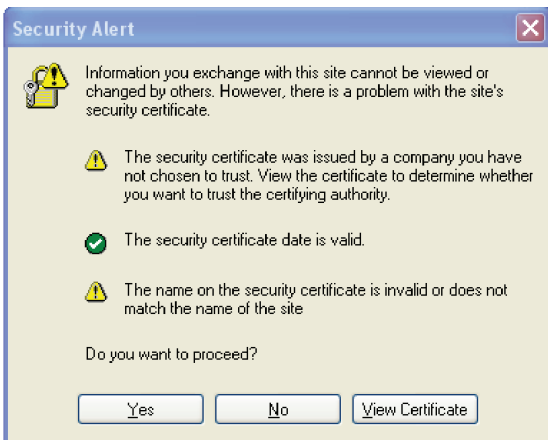 Security Alert
Information you exchange with this site cannot be viewed or
changed by others. However, there is a problem with the site's
security certificate.
The security certificate was issued by a company you have
not chosen to trust. View the certificate to determine whether
you want to trust the certifying authority.
The security certificate date is valid.
The name on the security certificate is invalid or does not
match the name of the site
Do you want to proceed?
Yes No View Certificate